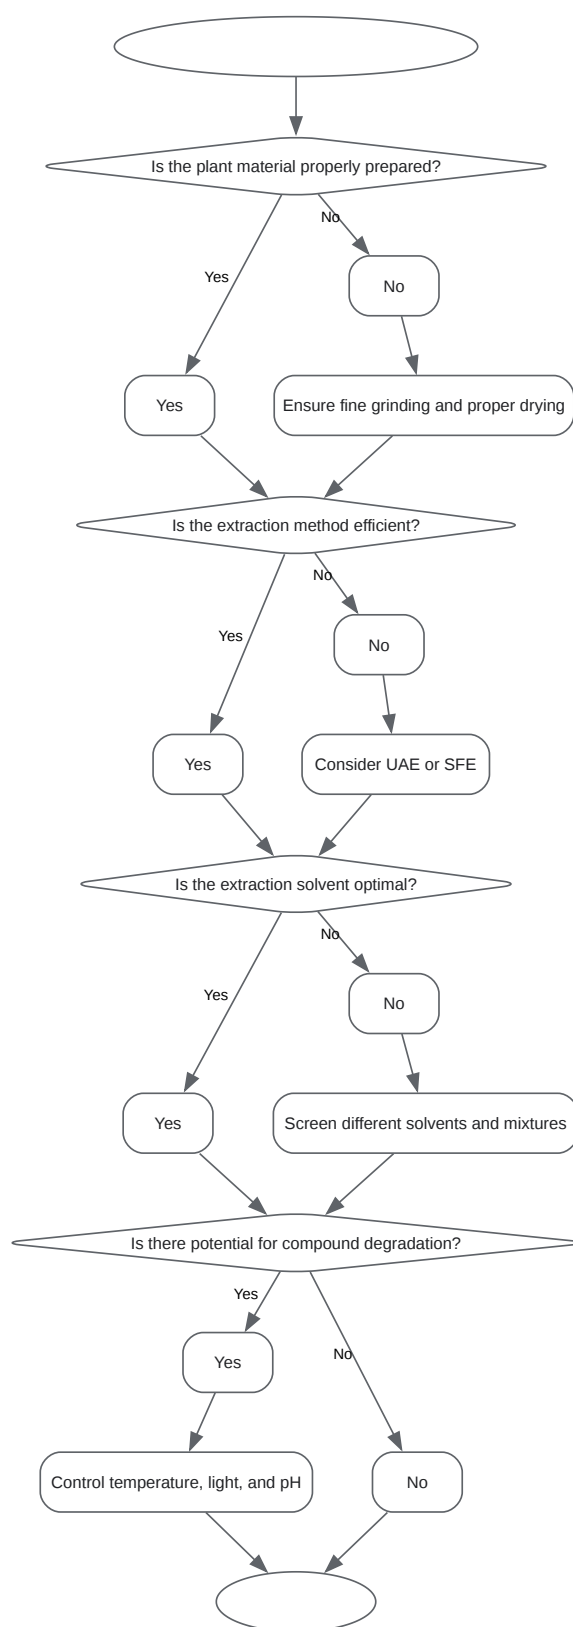 Is the plant material properly prepared?
No
Yes
No
Yes
Ensure fine grinding and proper drying
Is the extraction method efficient?
No
Yes
No
Yes
Consider UAE or SFE
Is the extraction solvent optimal?
No
Yes
No
Yes
Screen different solvents and mixtures
Is there potential for compound degradation?
Yes
No
Yes
Control temperature, light, and pH
No